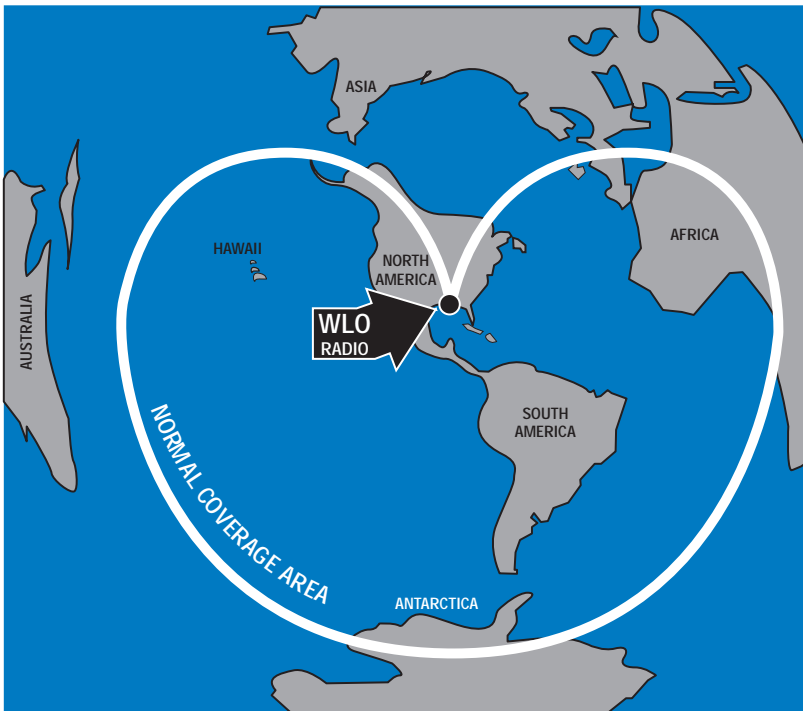 ASIA
AFRICA
HAWAII
NORTH
AMERICA
WLO
RADIO
AUSTRALIA
SOUTH
AMERICA
NORMAL COVERAGE AREA
ANTARCTICA